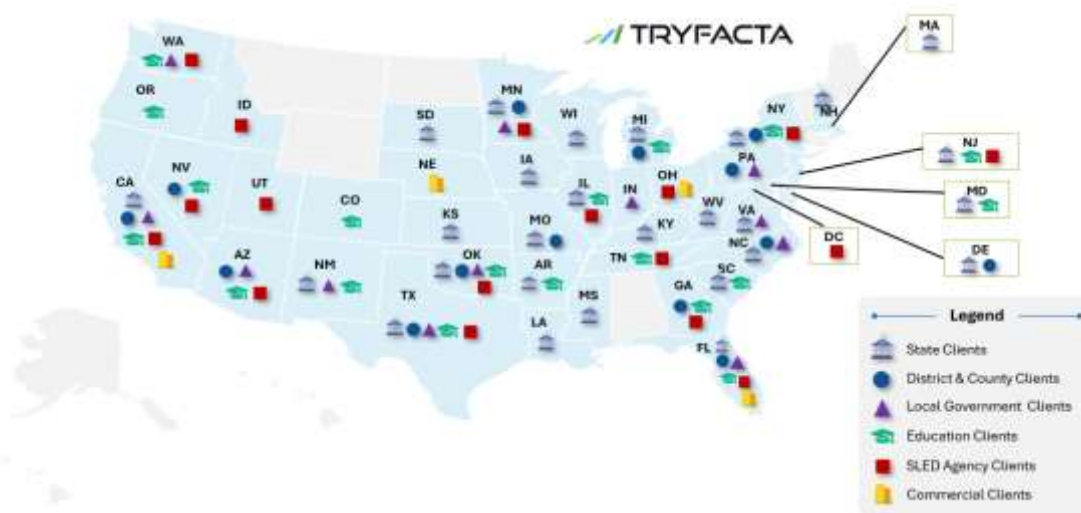 TRYFACTA
MA
WA
OR
ID
MN
WI
MI
NY
NH
SD
NE
IA
NJ
PA
MD
NV
CA
UT
CO
IL
IN
OH
WV
VA
KS
MO
KY
DC
DE
NC
AZ
NM
OK
AR
TN
SC
GA
TX
MS
LA
FL
Legend
State Clients
District & County Clients
Local Government Clients
Education Clients
SLED Agency Clients
Commercial Clients